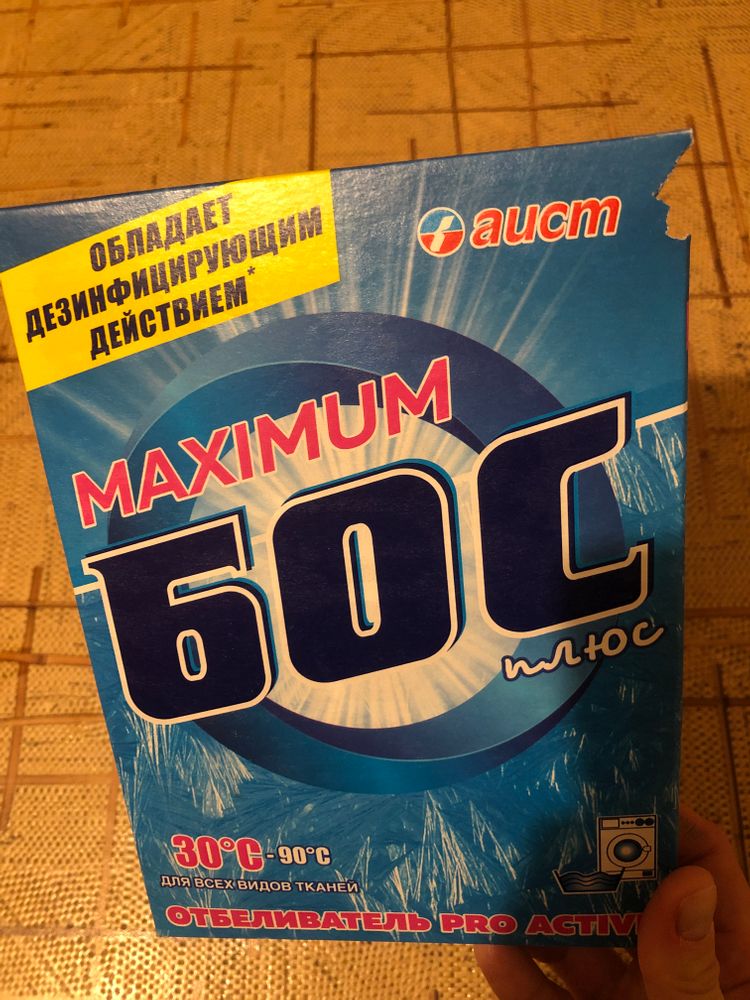 ОБЛАДАЕТ
ДЕЗИНФИЦИРУЮЩИМ
ДЕЙСТВИЕМ*
аист
MAXIMUM
БОС
плюс
30°C - 90°C
ДЛЯ ВСЕХ ВИДОВ ТКАНЕЙ
ОТБЕЛИВАТЕЛЬ PRO ACTIV